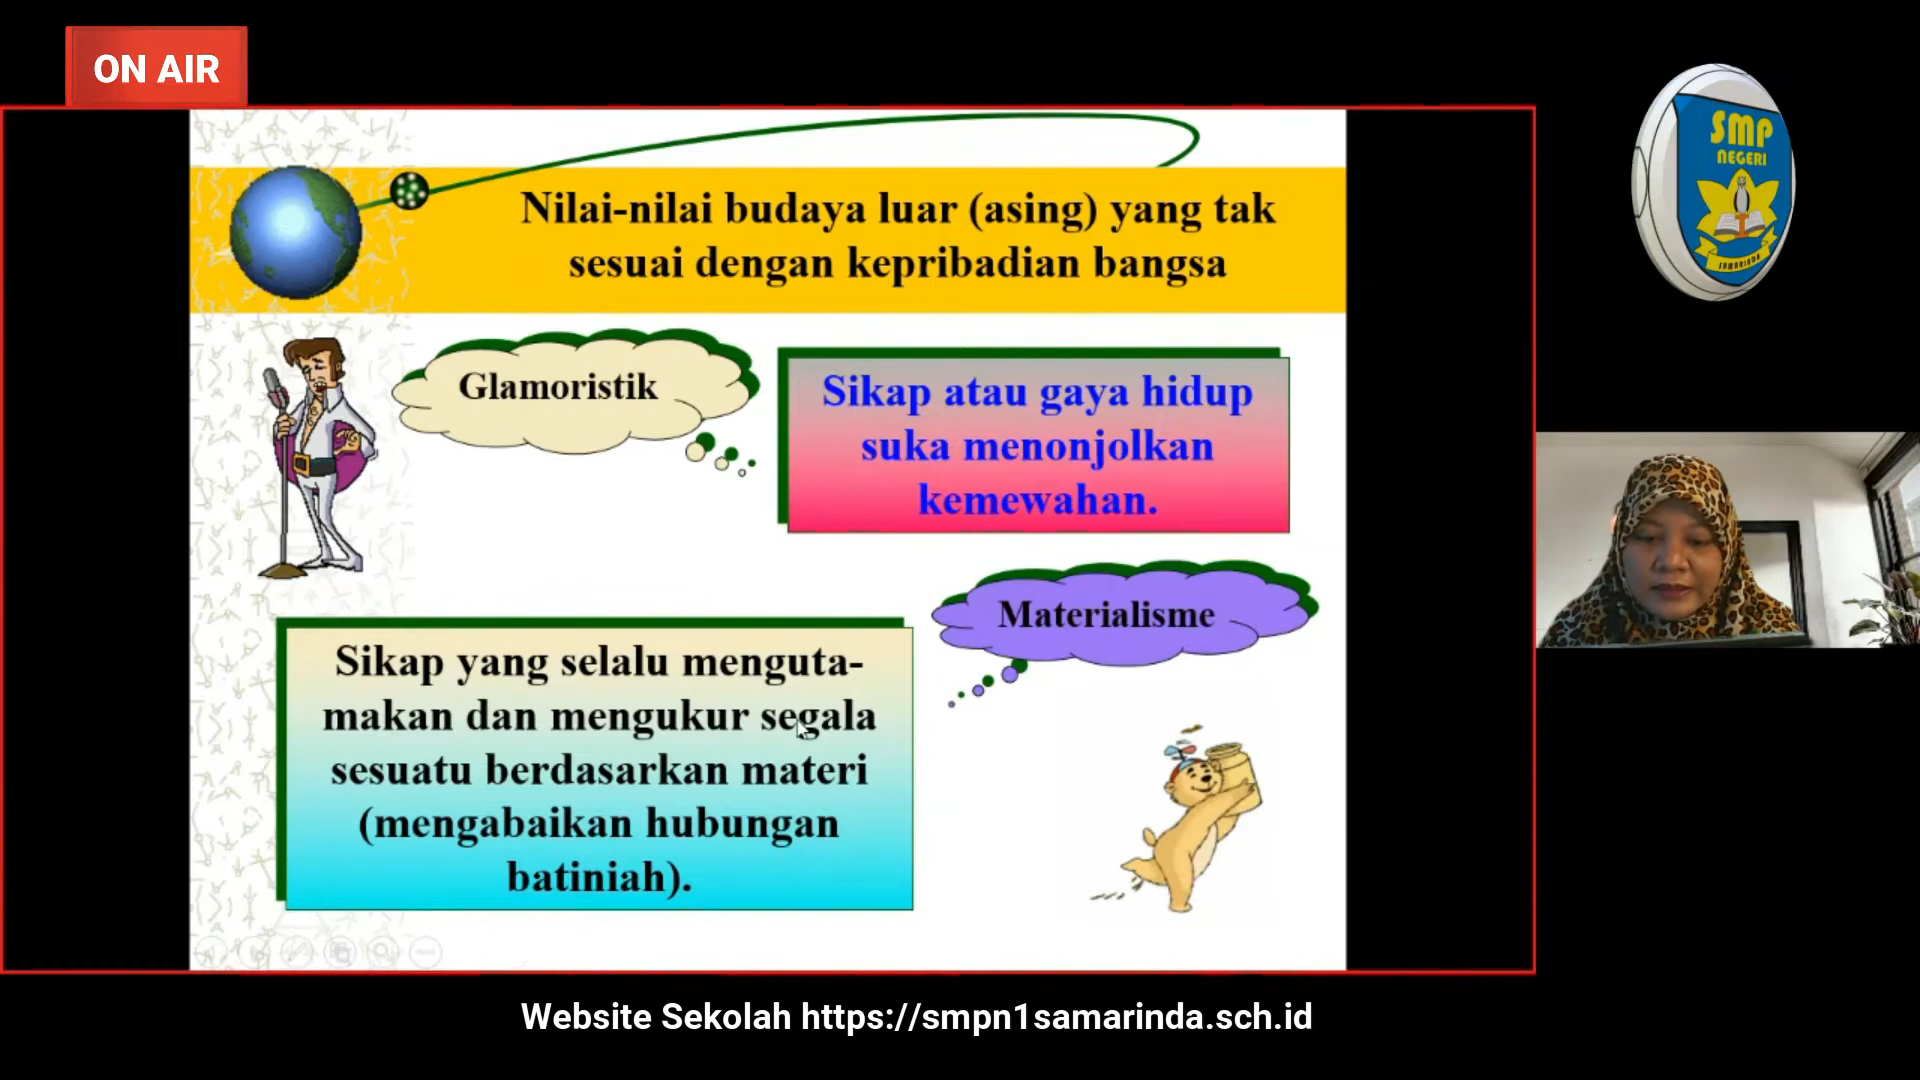 ON AIR
SMP
NEGERI
SAMARINDA
Nilai-nilai budaya luar (asing) yang tak
sesuai dengan kepribadian bangsa
Glamoristik
Sikap atau gaya hidup
suka menonjolkan
kemewahan.
Materialisme
Sikap yang selalu menguta-
makan dan mengukur segala
sesuatu berdasarkan materi
(mengabaikan hubungan
batiniah).
Website Sekolah https://smpn1samarinda.sch.id